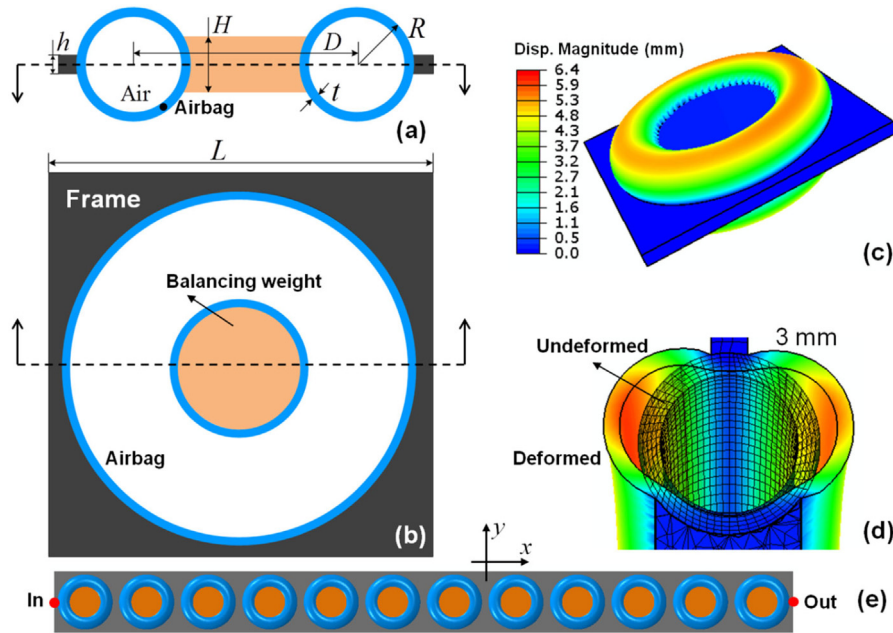 H
D
R
h
Air
Airbag
t
(a)
L
Frame
Balancing weight
Airbag
(b)
Disp. Magnitude (mm)
6.4
5.9
5.3
4.8
4.3
3.7
3.2
2.7
2.1
1.6
1.1
0.5
0.0
(c)
Undeformed
3 mm
Deformed
(d)
y
x
In
Out
(e)